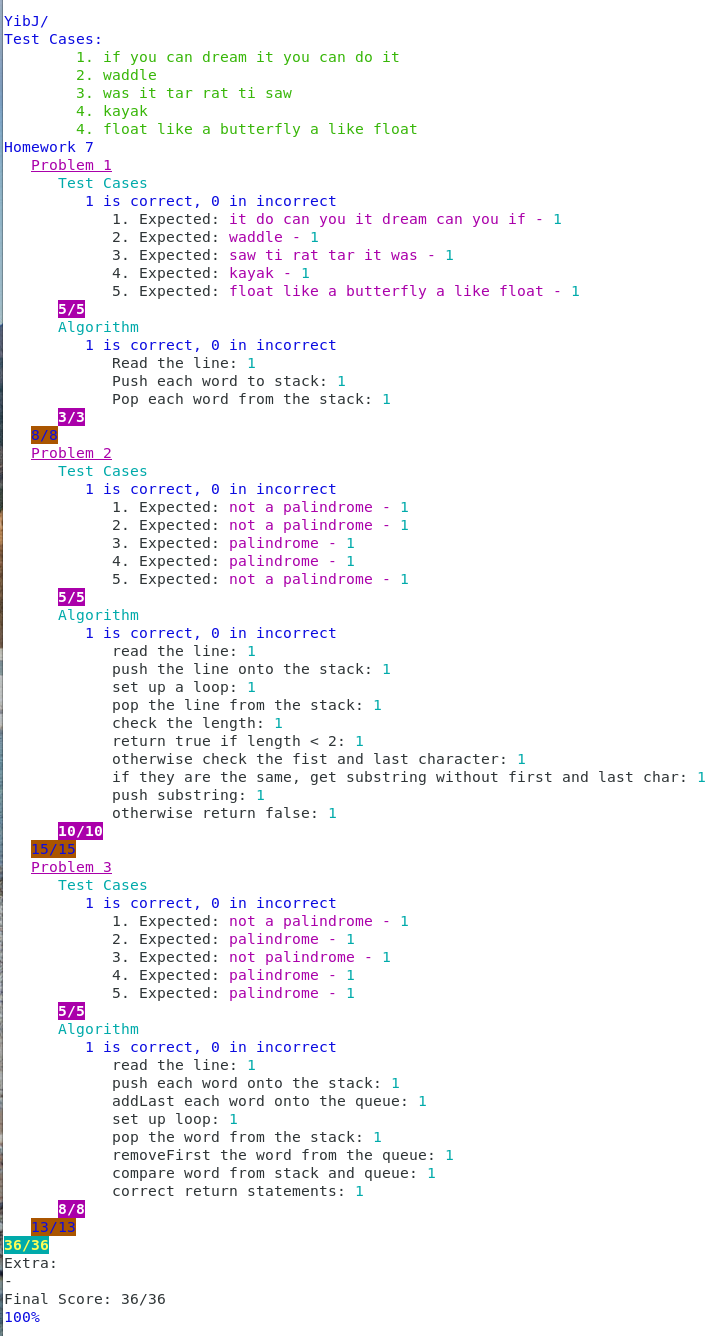 YibJ/
Test Cases:
1. if you can dream it you can do it
2. waddle
3. was it tar rat ti saw
4. kayak
4. float like a butterfly a like float
Homework 7
Problem 1
Test Cases
1 is correct, 0 in incorrect
1. Expected: it do can you it dream can you if - 1
2. Expected: waddle - 1
3. Expected: saw ti rat tar it was - 1
4. Expected: kayak - 1
5. Expected: float like a butterfly a like float - 1
5/5
Algorithm
1 is correct, 0 in incorrect
Read the line: 1
Push each word to stack: 1
Pop each word from the stack: 1
3/3
8/8
Problem 2
Test Cases
1 is correct, 0 in incorrect
1. Expected: not a palindrome - 1
2. Expected: not a palindrome - 1
3. Expected: palindrome - 1
4. Expected: palindrome - 1
5. Expected: not a palindrome - 1
5/5
Algorithm
1 is correct, 0 in incorrect
read the line: 1
push the line onto the stack: 1
set up a loop: 1
pop the line from the stack: 1
check the length: 1
return true if length < 2: 1
otherwise check the fist and last character: 1
if they are the same, get substring without first and last char: 1
push substring: 1
otherwise return false: 1
10/10
15/15
Problem 3
Test Cases
1 is correct, 0 in incorrect
1. Expected: not a palindrome - 1
2. Expected: palindrome - 1
3. Expected: not palindrome - 1
4. Expected: palindrome - 1
5. Expected: palindrome - 1
5/5
Algorithm
1 is correct, 0 in incorrect
read the line: 1
push each word onto the stack: 1
addLast each word onto the queue: 1
set up loop: 1
pop the word from the stack: 1
removeFirst the word from the queue: 1
compare word from stack and queue: 1
correct return statements: 1
8/8
13/13
36/36
Extra:
-
Final Score: 36/36
100%